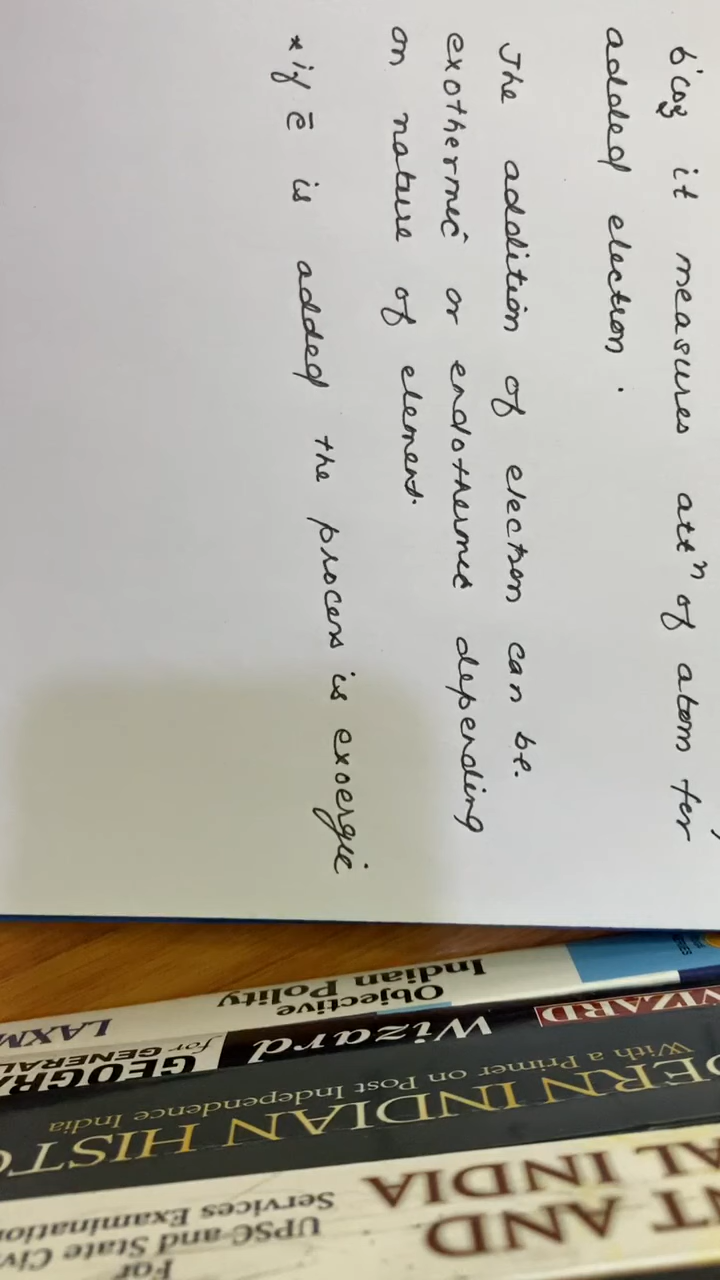 b'coz it measures attⁿ of atom for
added election.
The addition of electron can be.
exothermic or endothermic depending
on nature of element.
*if ē is added the process is exoergic
Objective
Indian Polity
LAXM
Wizard
for GENERAL
GEOGRA
WIZARD
DERN INDIAN HISTO
With a Primer on Post Independence India
NT AND
AL INDIA
For
UPSC and State Civ
Services Examination